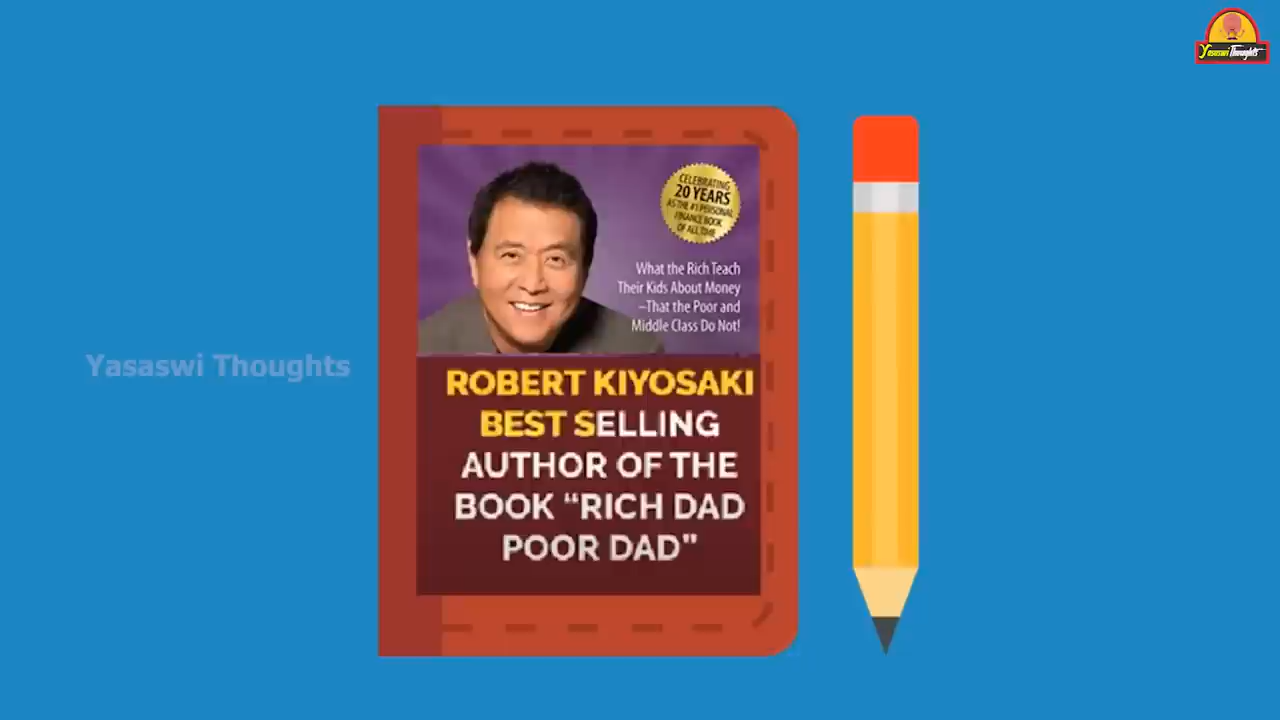 Yasaswi Thoughts
CELEBRATING
20 YEARS
AS THE #1 PERSONAL
FINANCE BOOK
OF ALL TIME
What the Rich Teach
Their Kids About Money
–That the Poor and
Middle Class Do Not!
Yasaswi Thoughts
ROBERT KIYOSAKI
BEST SELLING
AUTHOR OF THE
BOOK “RICH DAD
POOR DAD”